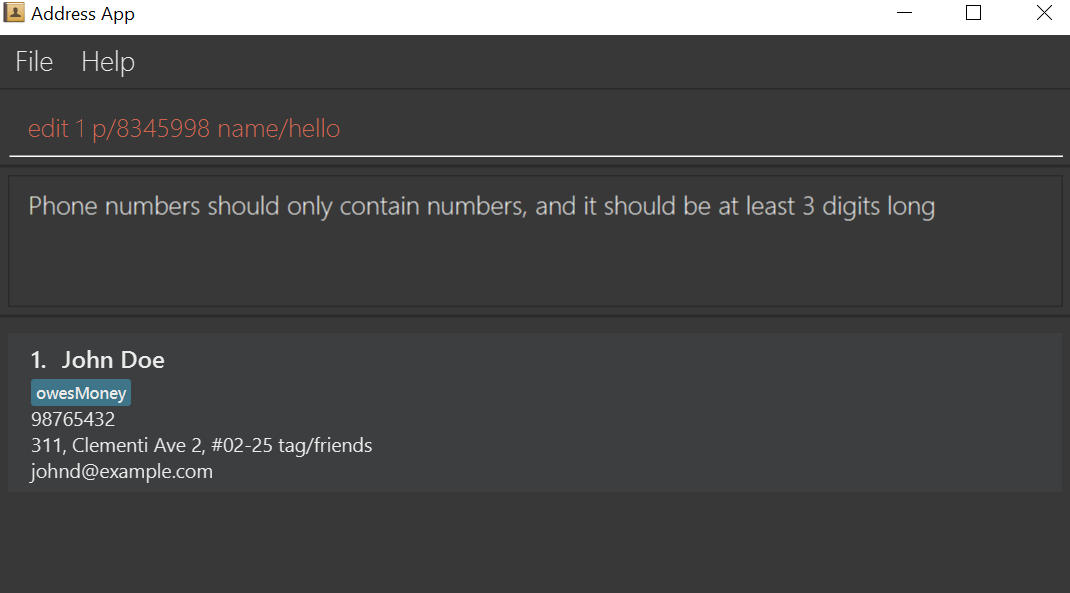 Address App
File Help
edit 1 p/8345998 name/hello
Phone numbers should only contain numbers, and it should be at least 3 digits long
1. John Doe
owesMoney
98765432
311, Clementi Ave 2, #02-25 tag/friends
johnd@example.com